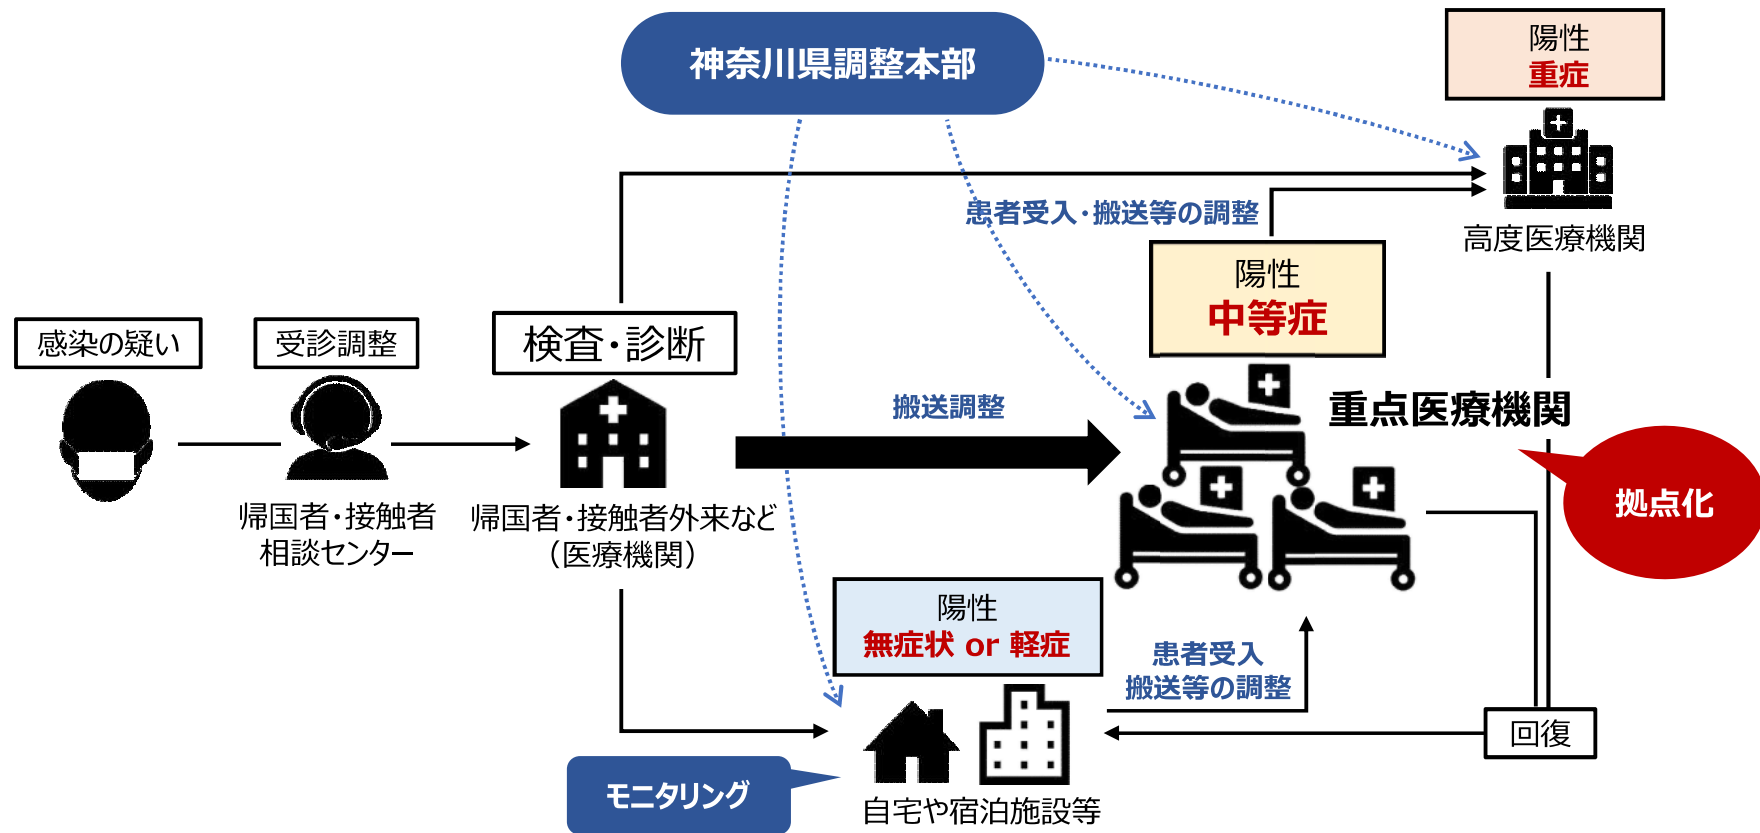 神奈川県調整本部
陽性
重症
高度医療機関
患者受入・搬送等の調整
陽性
中等症
感染の疑い
受診調整
検査・診断
搬送調整
重点医療機関
拠点化
帰国者・接触者
相談センター
帰国者・接触者外来など
（医療機関）
陽性
無症状 or 軽症
患者受入
搬送等の調整
回復
モニタリング
自宅や宿泊施設等